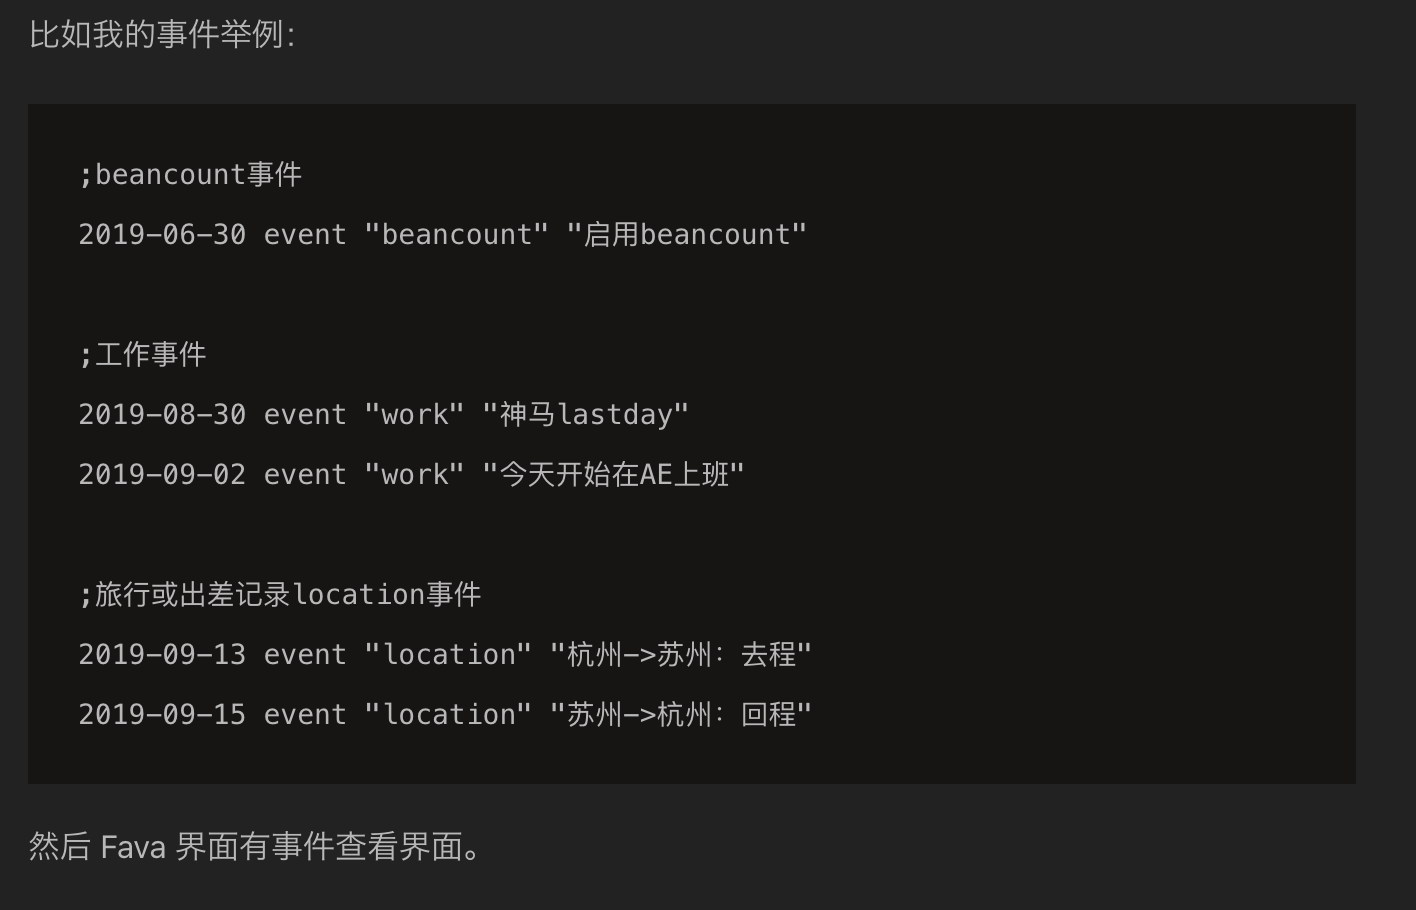 比如我的事件举例：
;beancount事件
2019-06-30 event "beancount" "启用beancount"
;工作事件
2019-08-30 event "work" "神马lastday"
2019-09-02 event "work" "今天开始在AE上班"
;旅行或出差记录location事件
2019-09-13 event "location" "杭州->苏州：去程"
2019-09-15 event "location" "苏州->杭州：回程"
然后 Fava 界面有事件查看界面。